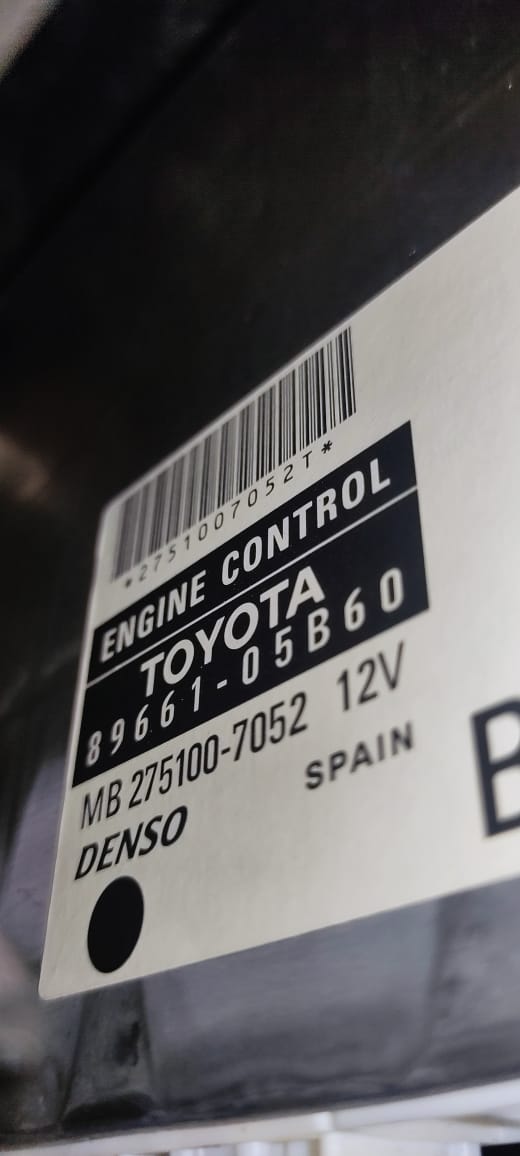 *2751007052T*
ENGINE CONTROL
TOYOTA
89661-05B60
MB 275100-7052 12V
DENSO SPAIN
B